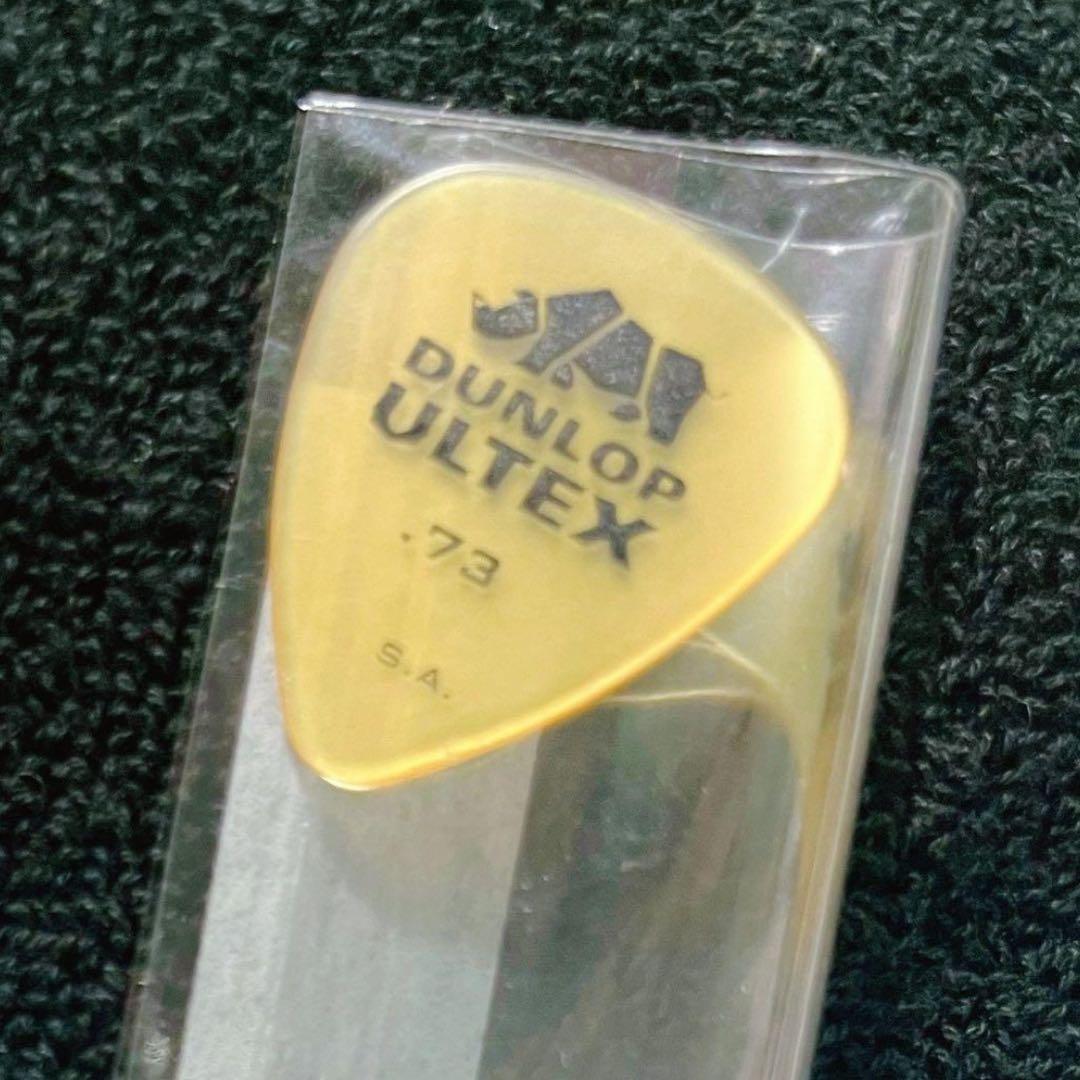 DUNLOP
ULTEX
.73
S.A.